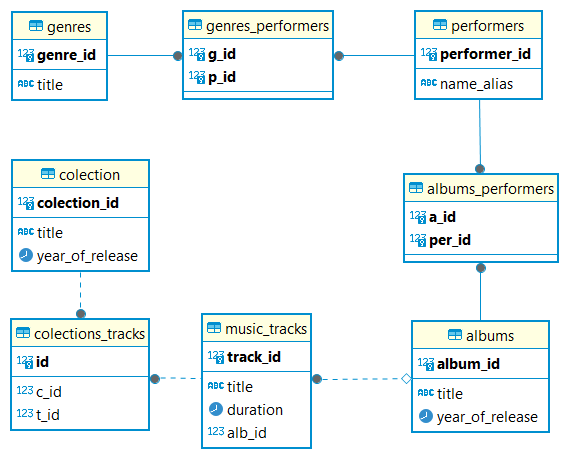 genres
123 genre_id
ABC title
genres_performers
123 g_id
123 p_id
performers
123 performer_id
ABC name_alias
colection
123 colection_id
ABC title
year_of_release
albums_performers
123 a_id
123 per_id
colections_tracks
123 id
123 c_id
123 t_id
music_tracks
123 track_id
ABC title
duration
123 alb_id
albums
123 album_id
ABC title
year_of_release